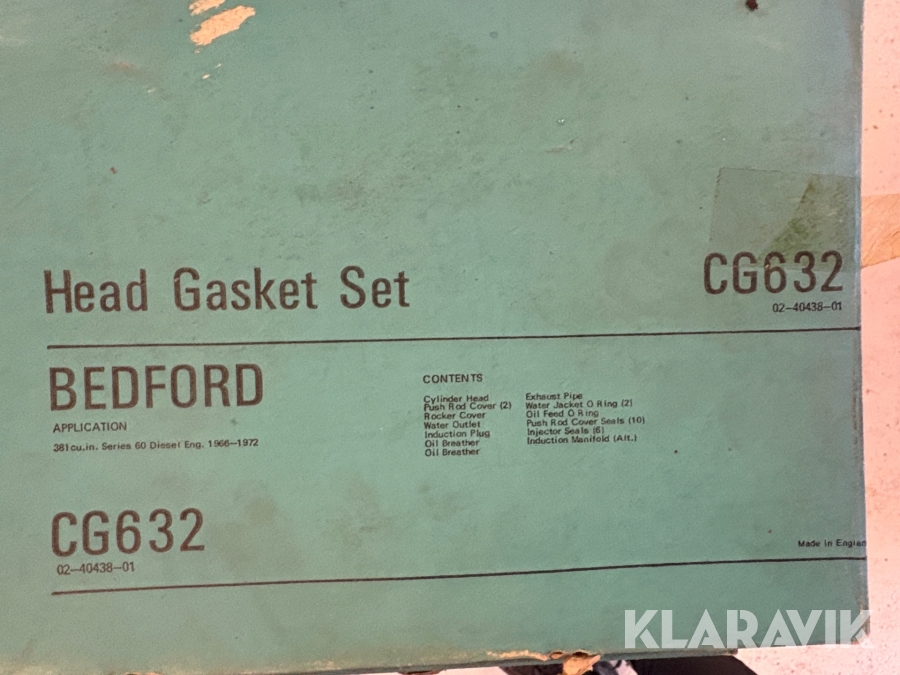 Head Gasket Set
CG632
02-40438-01
BEDFORD
APPLICATION
381cu.in. Series 60 Diesel Eng. 1966-1972
CONTENTS
Cylinder Head
Push Rod Cover (2)
Rocker Cover
Water Outlet
Induction Plug
Oil Breather
Oil Breather
Exhaust Pipe
Water Jacket O Ring (2)
Oil Feed O Ring
Push Rod Cover Seals (10)
Injector Seals (6)
Induction Manifold (Alt.)
CG632
02-40438-01
Made in Englan
KLARAVIK